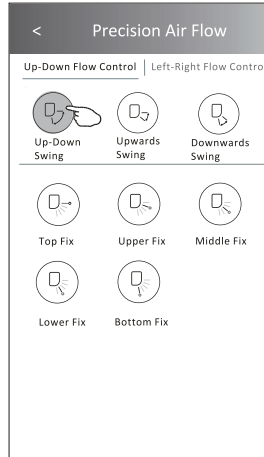 < Precision Air Flow
Up-Down Flow Control Left-Right Flow Contro
Up-Down
Swing
Upwards
Swing
Downwards
Swing
Top Fix Upper Fix Middle Fix
Lower Fix Bottom Fix